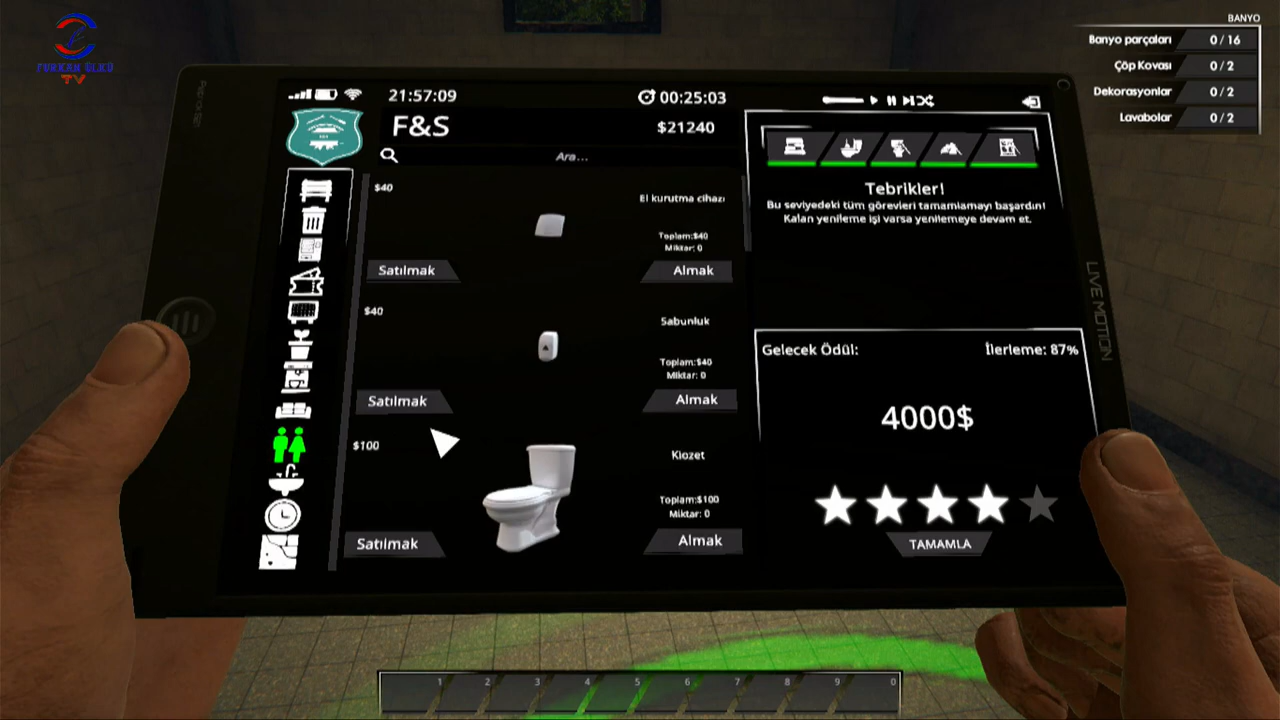 FURKAN ÜLKÜ
TV
BANYO
Banyo parçaları 0/16
Çöp Kovası 0/2
Dekorasyonlar 0/2
Lavabolar 0/2
21:57:09
00:25:03
F&S
$21240
Ara...
$40
El kurutma cihazı
Toplam:$40
Miktar: 0
Satılmak
Almak
$40
Sabunluk
Toplam:$40
Miktar: 0
Satılmak
Almak
$100
Klozet
Toplam:$100
Miktar: 0
Satılmak
Almak
Tebrikler!
Bu seviyedeki tüm görevleri tamamlamayı başardın!
Kalan yenileme işi varsa yenilemeye devam et.
Gelecek Ödül:
İlerleme: 87%
4000$
TAMAMLA
LIVE MOTION
1 2 3 4 5 6 7 8 9 0